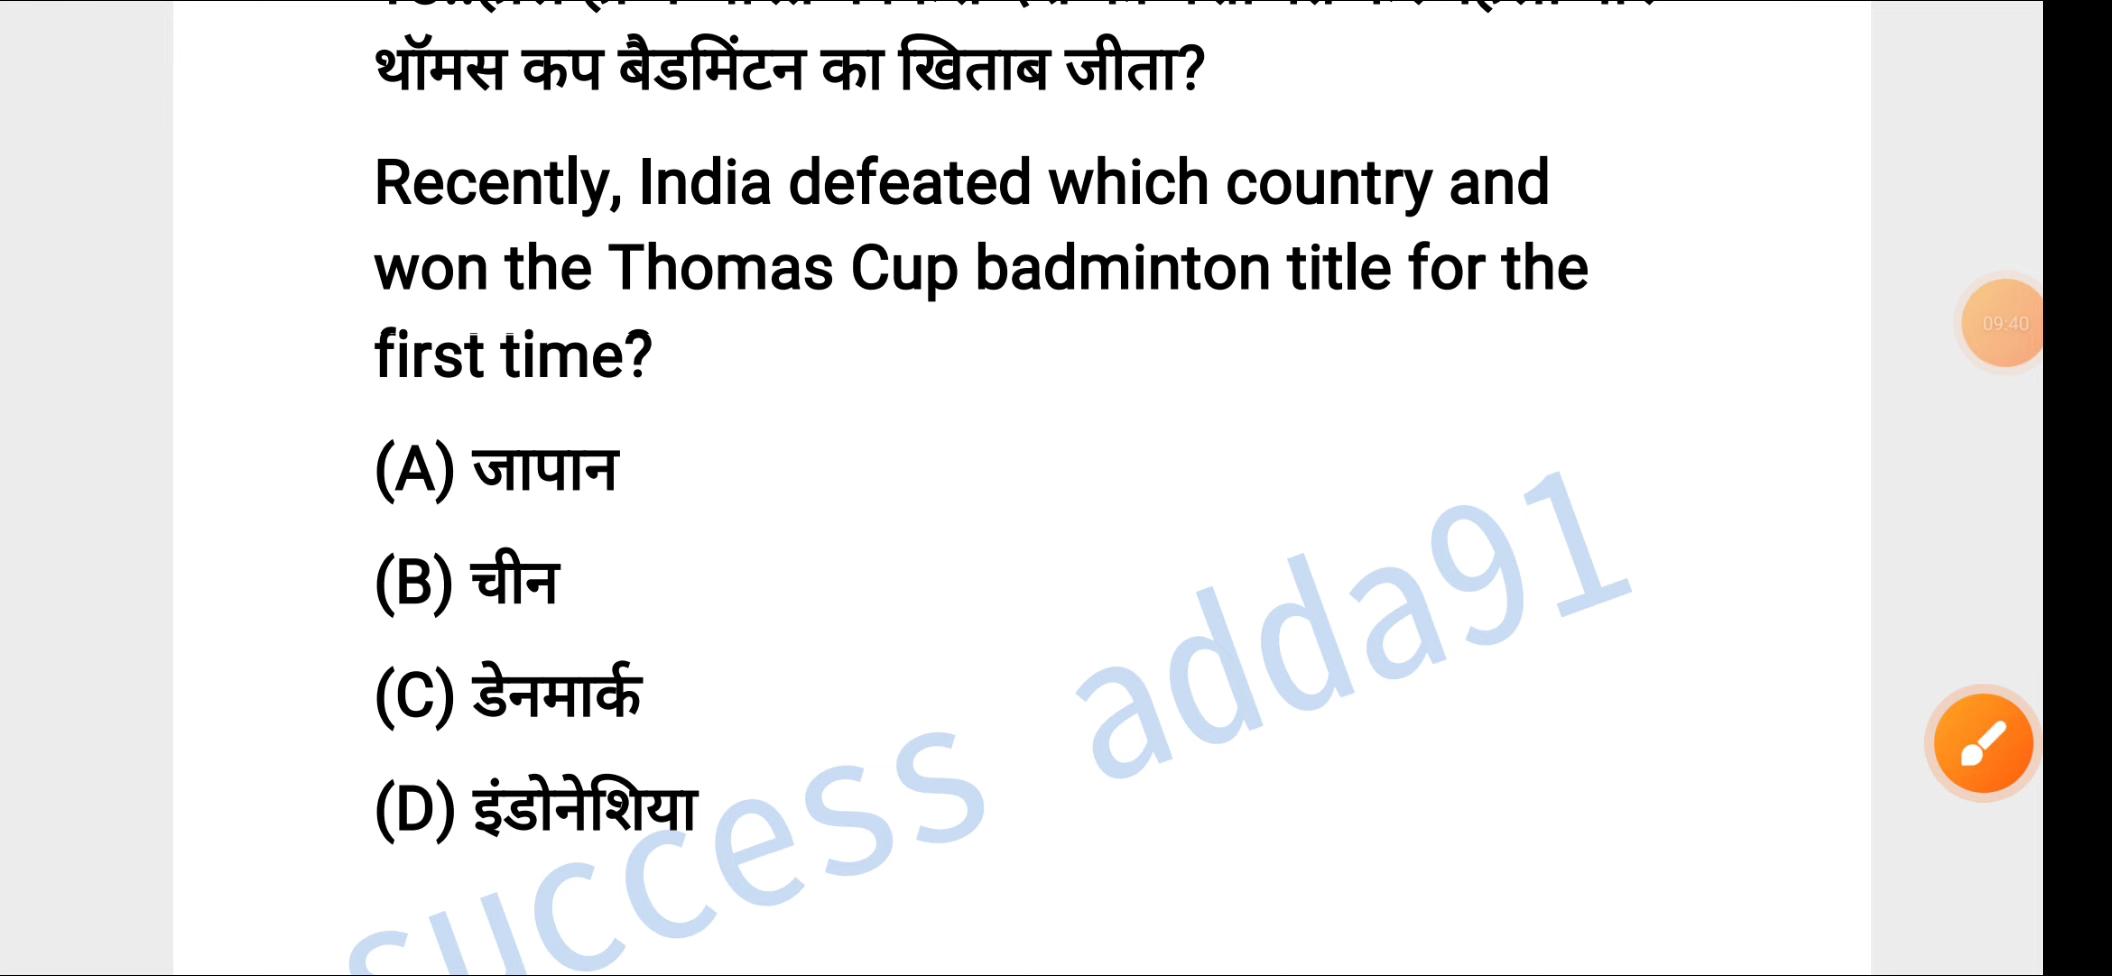 थॉमस कप बैडमिंटन का खिताब जीता?
Recently, India defeated which country and
won the Thomas Cup badminton title for the
first time?
(A) जापान
(B) चीन
(C) डेनमार्क
(D) इंडोनेशिया
success adda91
09:40